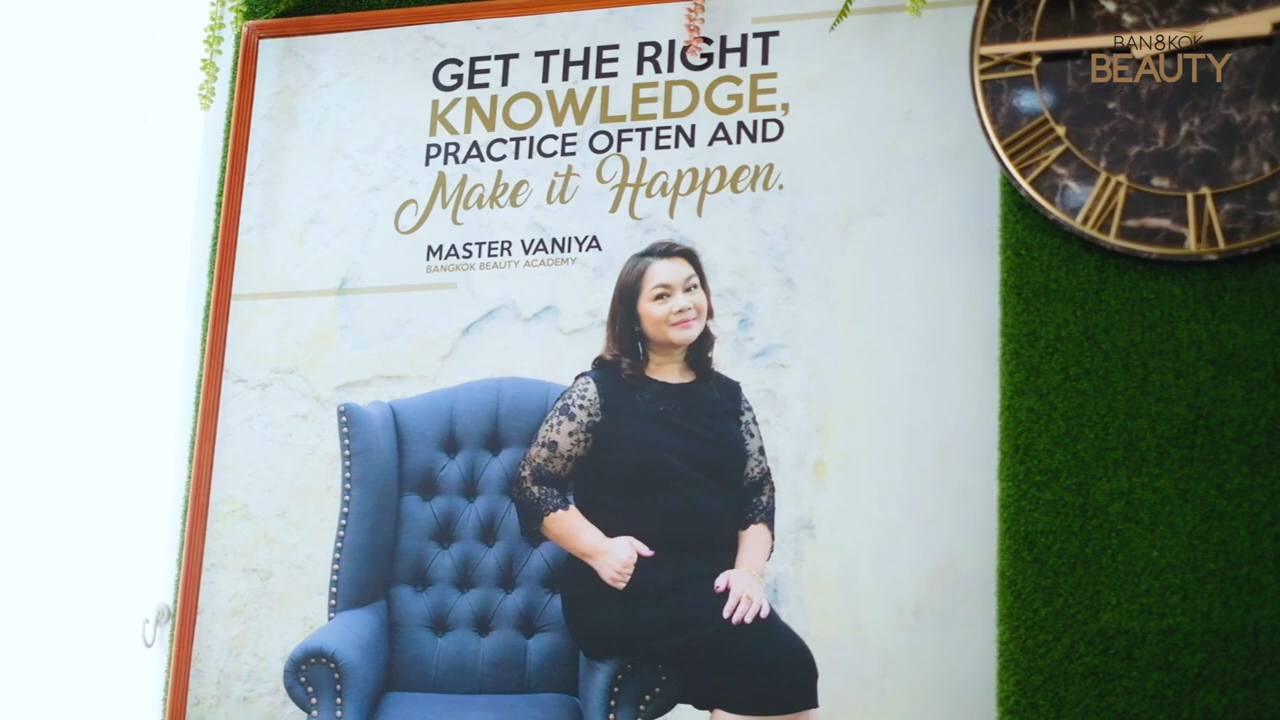 GET THE RIGHT
KNOWLEDGE,
PRACTICE OFTEN AND
Make it Happen.
MASTER VANIYA
BANGKOK BEAUTY ACADEMY
BAN8KOK
BEAUTY